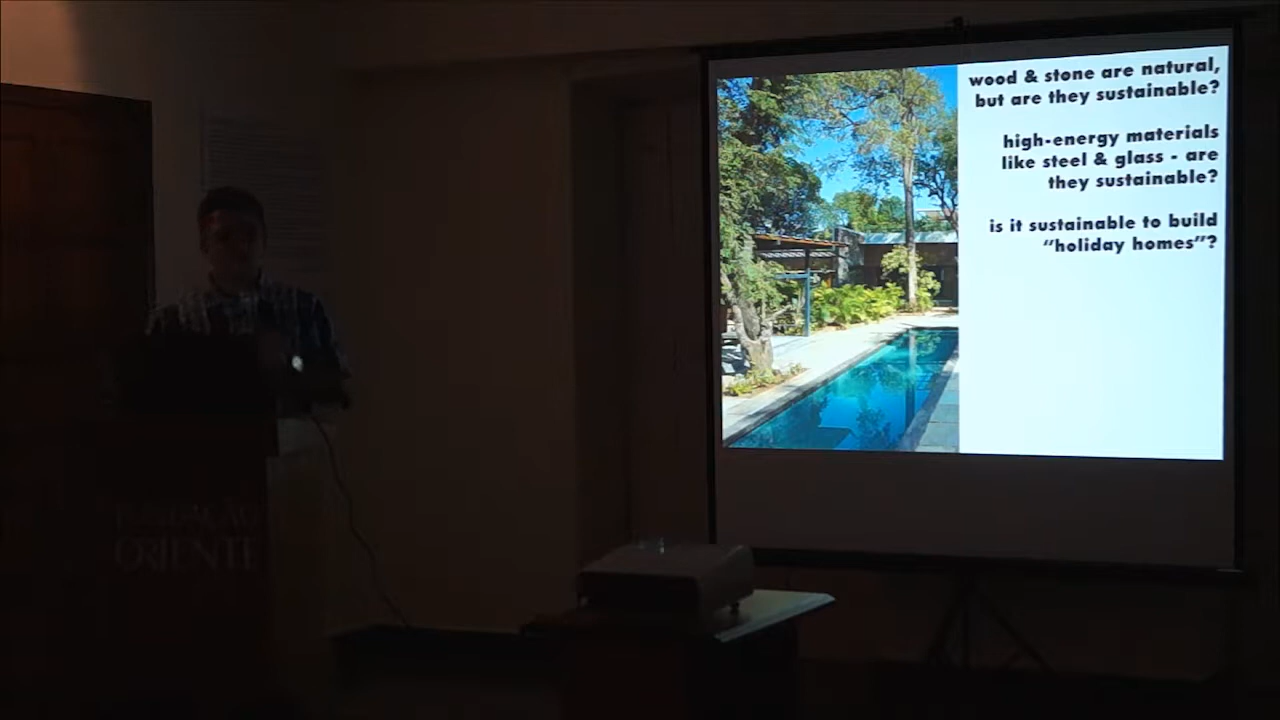 wood & stone are natural,
but are they sustainable?
high-energy materials
like steel & glass - are
they sustainable?
is it sustainable to build
“holiday homes”?
ORIENTE